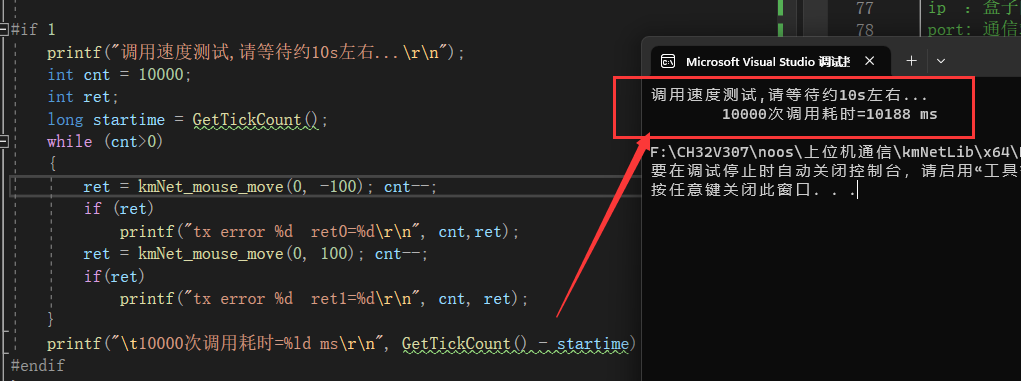 #if 1
printf("调用速度测试,请等待约10s左右...\r\n");
int cnt = 10000;
int ret;
long startime = GetTickCount();
while (cnt>0)
{
ret = kmNet_mouse_move(0, -100); cnt--;
if (ret)
printf("tx error %d  ret0=%d\r\n", cnt,ret);
ret = kmNet_mouse_move(0, 100); cnt--;
if(ret)
printf("tx error %d  ret1=%d\r\n", cnt, ret);
}
printf("\t10000次调用耗时=%ld ms\r\n", GetTickCount() - startime)
#endif
77 ip : 盒子
78 port: 通信
Microsoft Visual Studio 调试
调用速度测试,请等待约10s左右...
10000次调用耗时=10188 ms
F:\CH32V307\noos\上位机通信\kmNetLib\x64\
要在调试停止时自动关闭控制台, 请启用“工具
按任意键关闭此窗口. . .